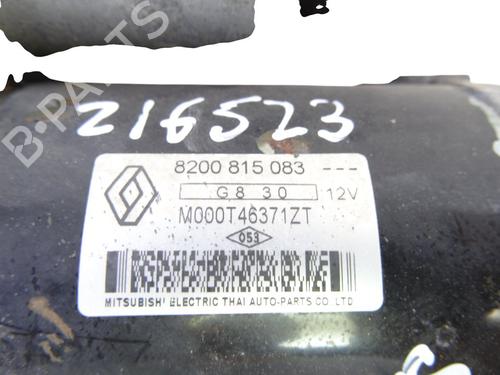 216523
8200 815 083 ---
G8 30 12V
M000T46371ZT
053
MITSUBISHI ELECTRIC THAI AUTO-PARTS CO LTD
B-PARTS